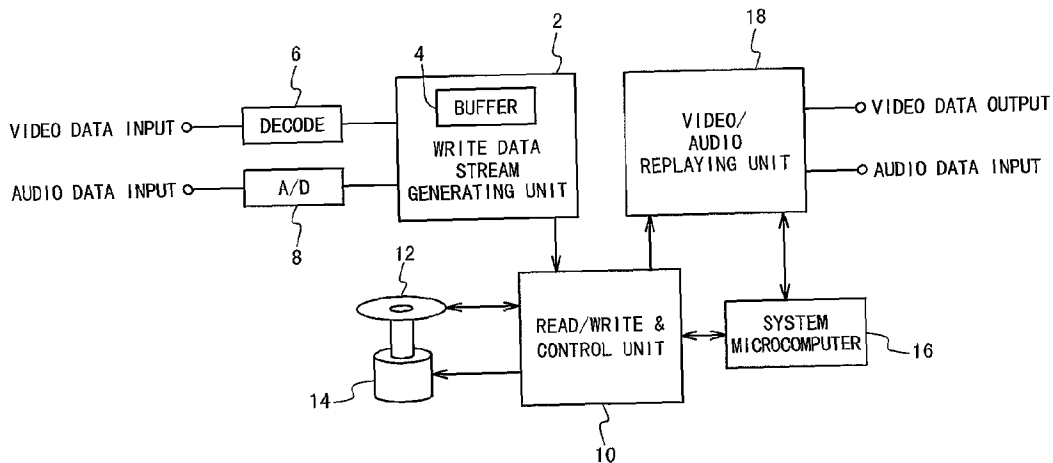 2
18
6
4
BUFFER
VIDEO DATA INPUT
DECODE
WRITE DATA
STREAM
GENERATING UNIT
VIDEO/
AUDIO
REPLAYING UNIT
VIDEO DATA OUTPUT
AUDIO DATA INPUT
AUDIO DATA INPUT
A/D
8
12
READ/WRITE &
CONTROL UNIT
SYSTEM
MICROCOMPUTER
16
14
10